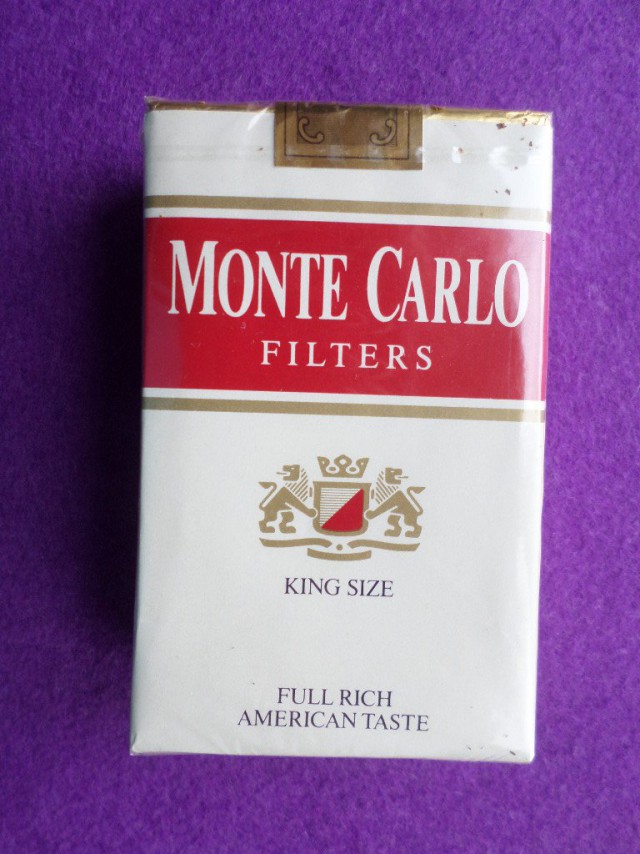 MONTE CARLO
FILTERS
KING SIZE
FULL RICH
AMERICAN TASTE